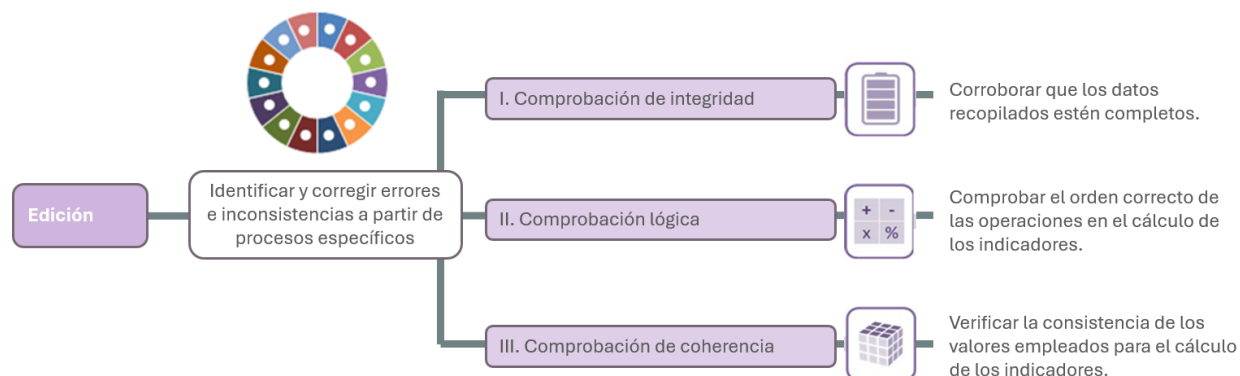 Edición
Identificar y corregir errores
e inconsistencias a partir de
procesos específicos
I. Comprobación de integridad
Corroborar que los datos
recopilados estén completos.
II. Comprobación lógica
+ -
x %
Comprobar el orden correcto de
las operaciones en el cálculo de
los indicadores.
III. Comprobación de coherencia
Verificar la consistencia de los
valores empleados para el cálculo
de los indicadores.